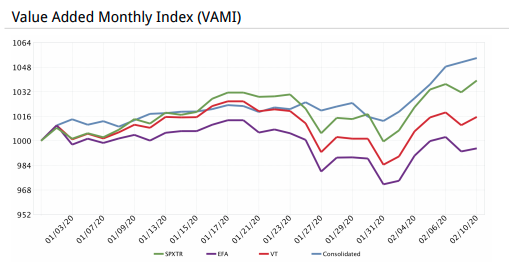 Value Added Monthly Index (VAMI)
1064
1048
1032
1016
1000
984
968
952
01/03/20 01/07/20 01/09/20 01/13/20 01/15/20 01/17/20 01/21/20 01/23/20 01/27/20 01/29/20 01/31/20 02/04/20 02/06/20 02/10/20
SPXTR EFA VT Consolidated